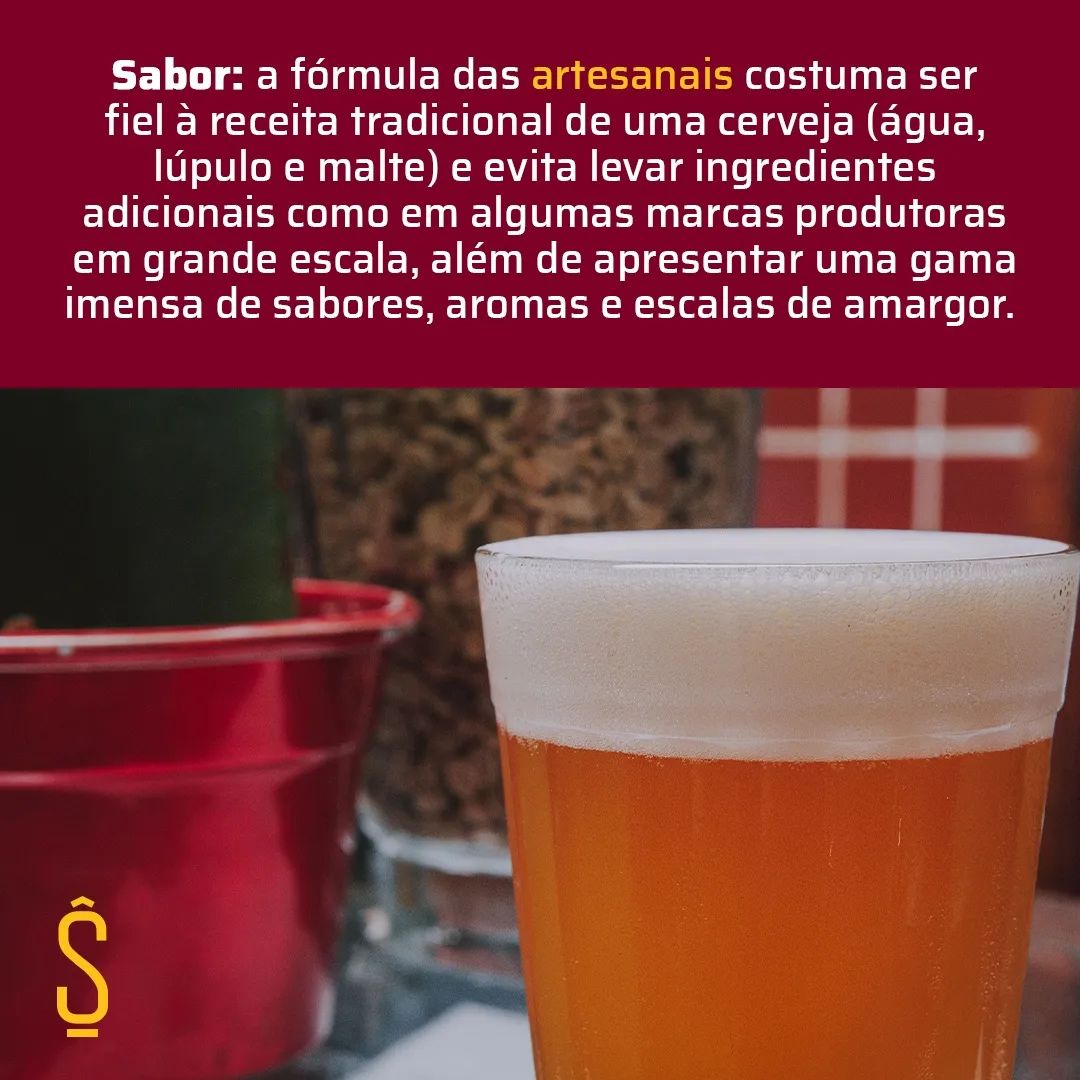 Sabor: a fórmula das artesanais costuma ser
fiel à receita tradicional de uma cerveja (água,
lúpulo e malte) e evita levar ingredientes
adicionais como em algumas marcas produtoras
em grande escala, além de apresentar uma gama
imensa de sabores, aromas e escalas de amargor.
Ŝ